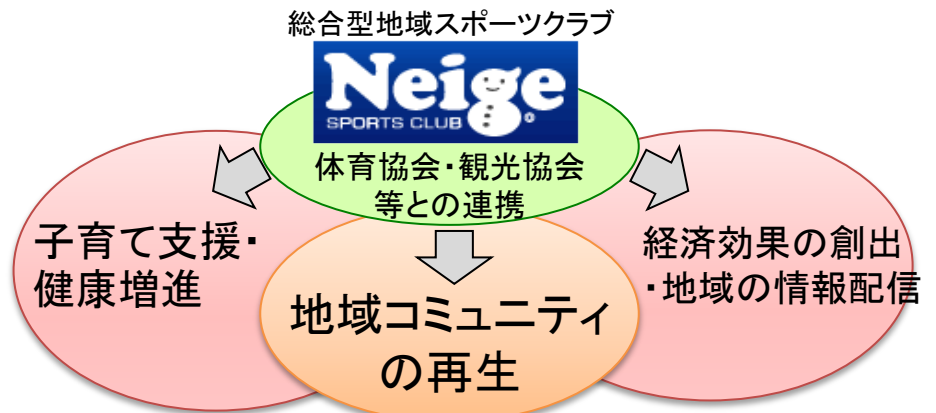 総合型地域スポーツクラブ
Neige
SPORTS CLUB
体育協会・観光協会
等との連携
子育て支援・
健康増進
地域コミュニティ
の再生
経済効果の創出
・地域の情報配信